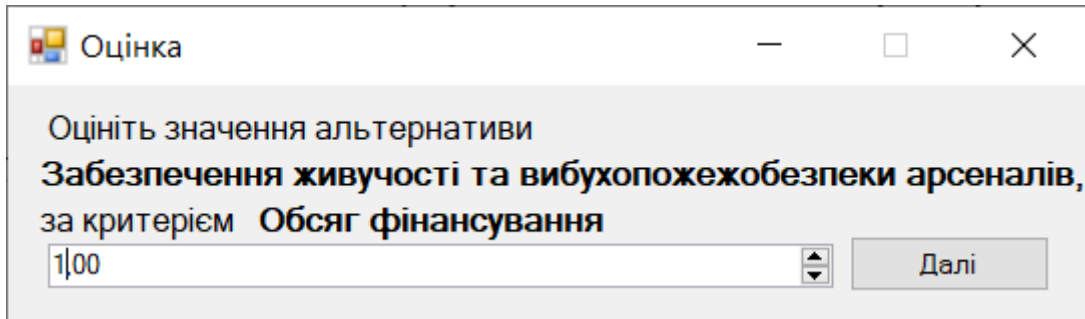 Оцінка
Оцініть значення альтернативи
Забезпечення живучості та вибухопожежобезпеки арсеналів,
за критерієм Обсяг фінансування
1,00
Далі